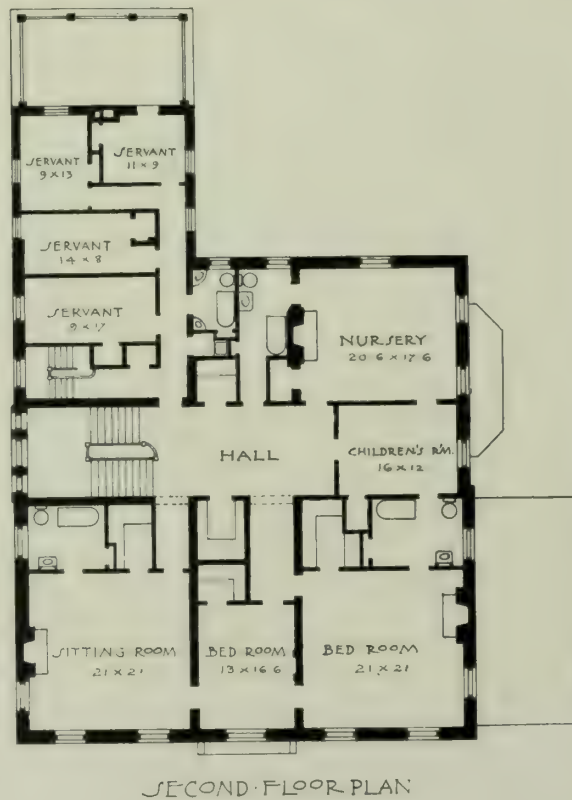 SERVANT
9 x 13
SERVANT
11 x 9
SERVANT
14 x 8
SERVANT
9 x 17
NURSERY
20 6 x 17 6
HALL
CHILDREN'S R'M.
16 x 12
SITTING ROOM
21 x 21
BED ROOM
13 x 16 6
BED ROOM
21 x 21
SECOND·FLOOR PLAN